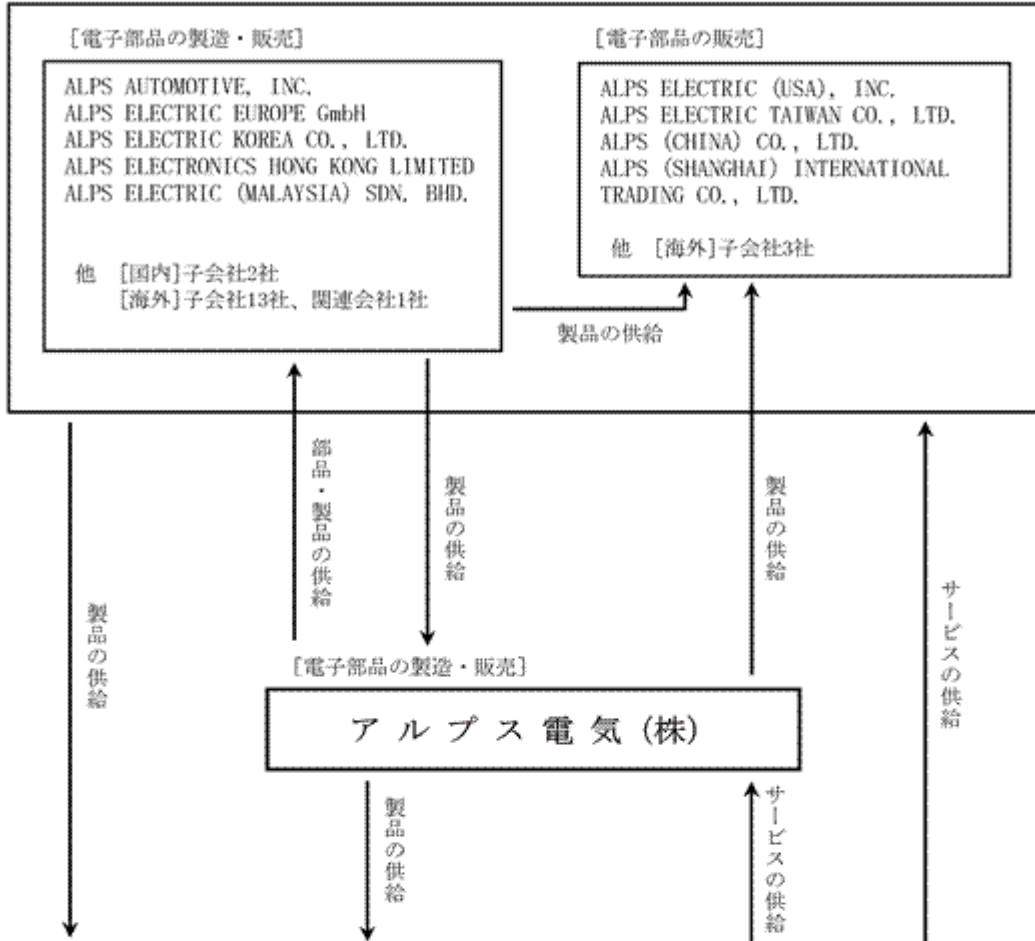 [電子部品の製造・販売]
ALPS AUTOMOTIVE, INC.
ALPS ELECTRIC EUROPE GmbH
ALPS ELECTRIC KOREA CO., LTD.
ALPS ELECTRONICS HONG KONG LIMITED
ALPS ELECTRIC (MALAYSIA) SDN. BHD.
他 [国内]子会社2社
[海外]子会社13社、関連会社1社
[電子部品の販売]
ALPS ELECTRIC (USA), INC.
ALPS ELECTRIC TAIWAN CO., LTD.
ALPS (CHINA) CO., LTD.
ALPS (SHANGHAI) INTERNATIONAL
TRADING CO., LTD.
他 [海外]子会社3社
製品の供給
部品・製品の供給
製品の供給
製品の供給
製品の供給
サービスの供給
[電子部品の製造・販売]
アルプス電気(株)
製品の供給
サービスの供給